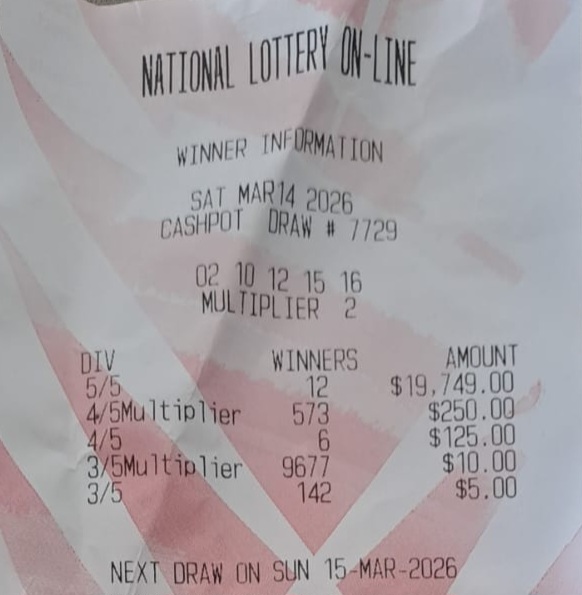 NATIONAL LOTTERY ON-LINE
WINNER INFORMATION
SAT MAR14 2026
CASHPOT DRAW # 7729
02 10 12 15 16
MULTIPLIER 2
DIV WINNERS AMOUNT
5/5 12 $19,749.00
4/5Multiplier 573 $250.00
4/5 6 $125.00
3/5Multiplier 9677 $10.00
3/5 142 $5.00
NEXT DRAW ON SUN 15-MAR-2026